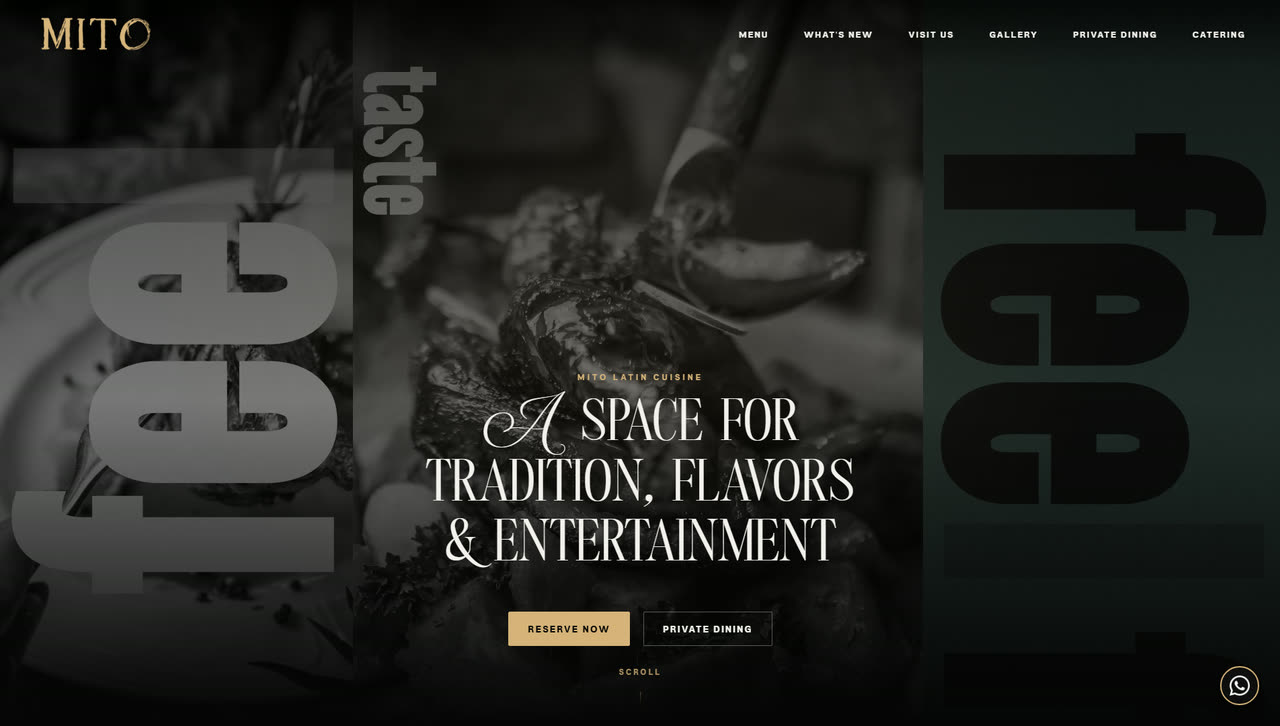 MITO
MENU
WHAT'S NEW
VISIT US
GALLERY
PRIVATE DINING
CATERING
feel
taste
feel
MITO LATIN CUISINE
A SPACE FOR
TRADITION, FLAVORS
& ENTERTAINMENT
RESERVE NOW
PRIVATE DINING
SCROLL